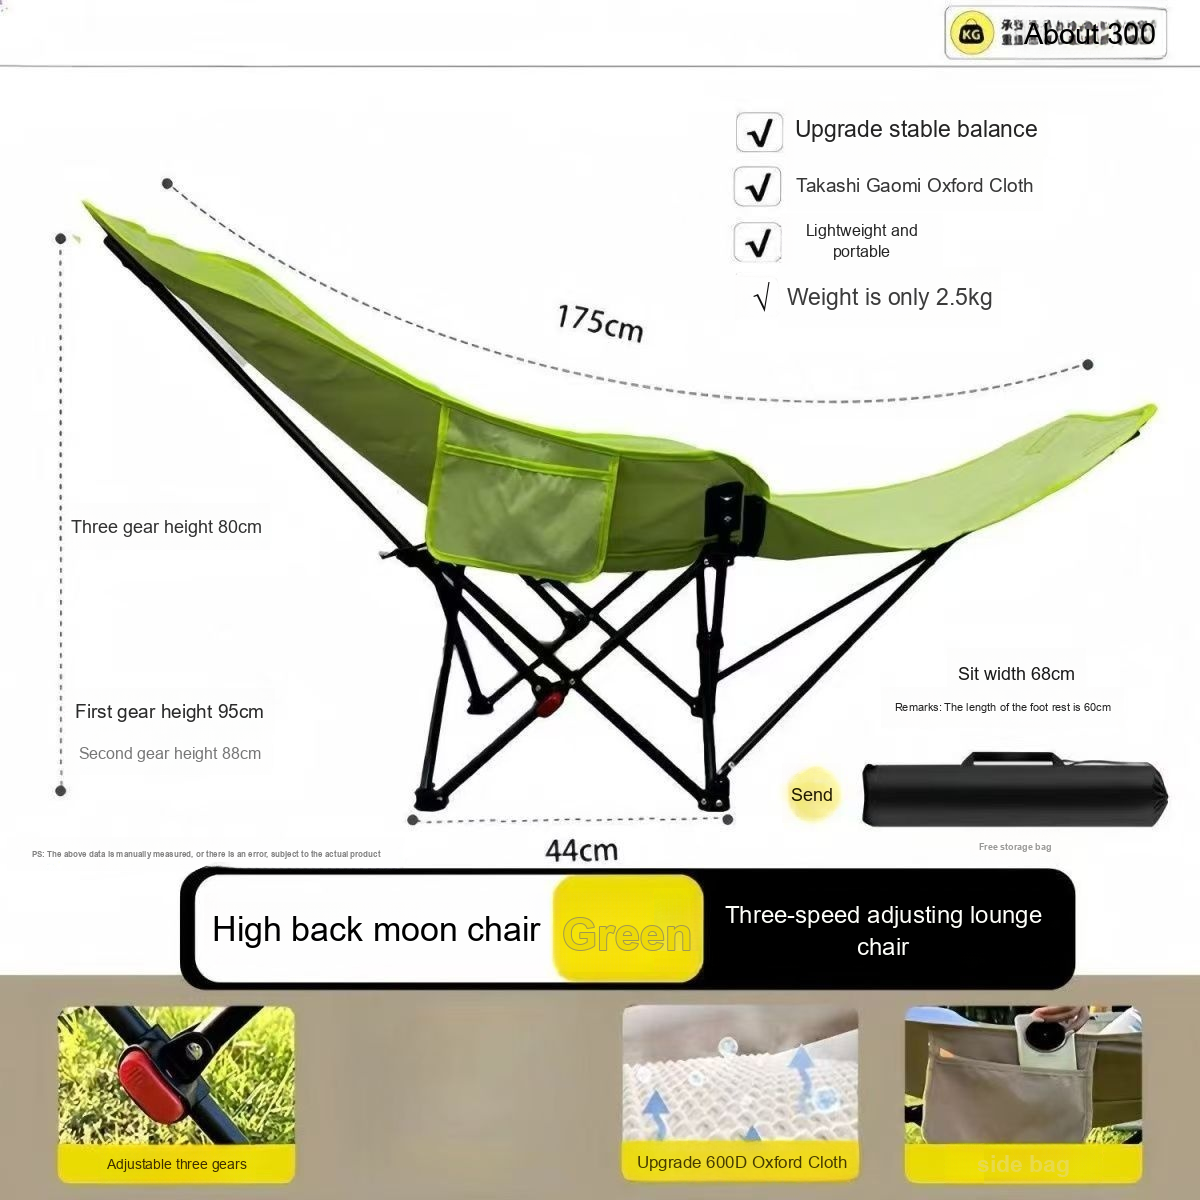 KG
About 300
√ Upgrade stable balance
√ Takashi Gaomi Oxford Cloth
√ Lightweight and
portable
√ Weight is only 2.5kg
175cm
Three gear height 80cm
First gear height 95cm
Second gear height 88cm
Sit width 68cm
Remarks: The length of the foot rest is 60cm
Send
Free storage bag
44cm
PS: The above data is manually measured, or there is an error, subject to the actual product
High back moon chair
Green
Three-speed adjusting lounge
chair
Adjustable three gears
Upgrade 600D Oxford Cloth
side bag